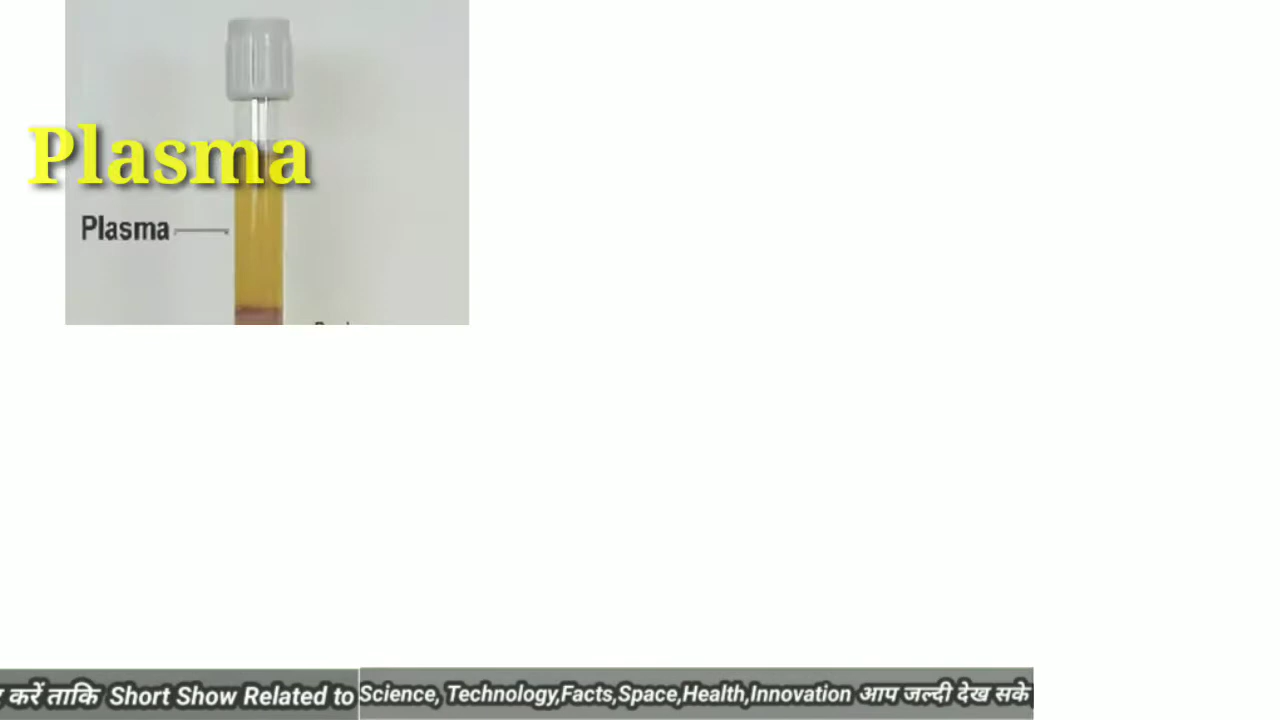 Plasma
Plasma
करें ताकि Short Show Related to Science, Technology,Facts,Space,Health,Innovation आप जल्दी देख सके